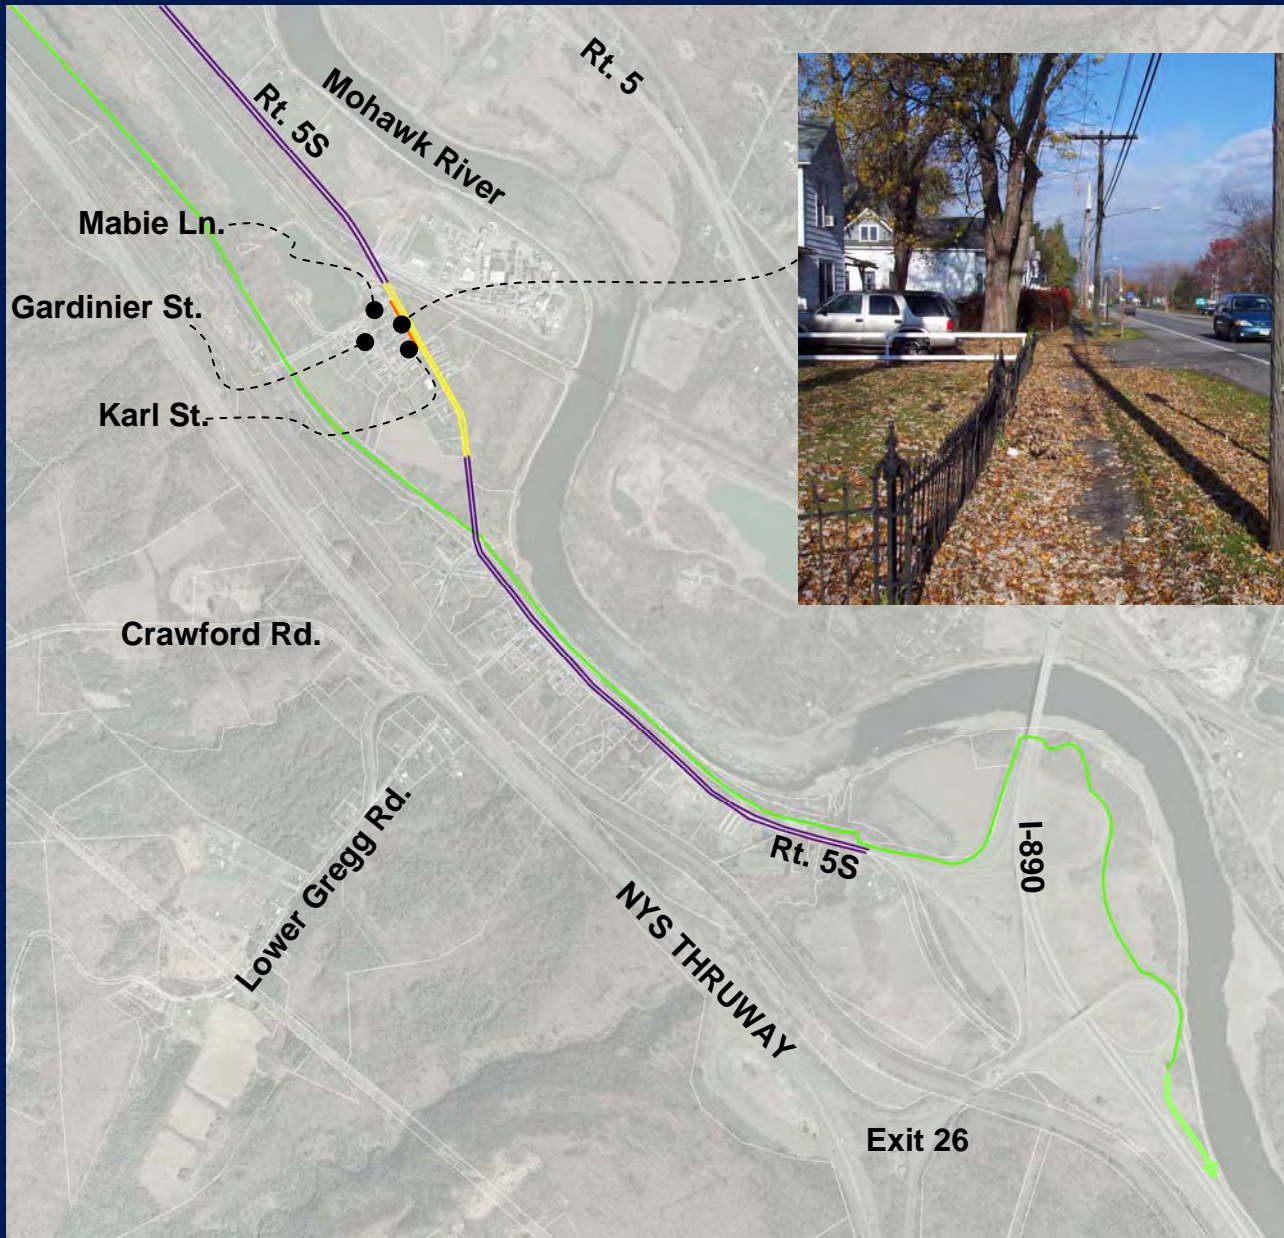 Rt. 5
Rt. 5S
Mohawk River
Mabie Ln.
Gardinier St.
Karl St.
Crawford Rd.
Lower Gregg Rd.
Rt. 5S
I-890
NYS THRUWAY
Exit 26